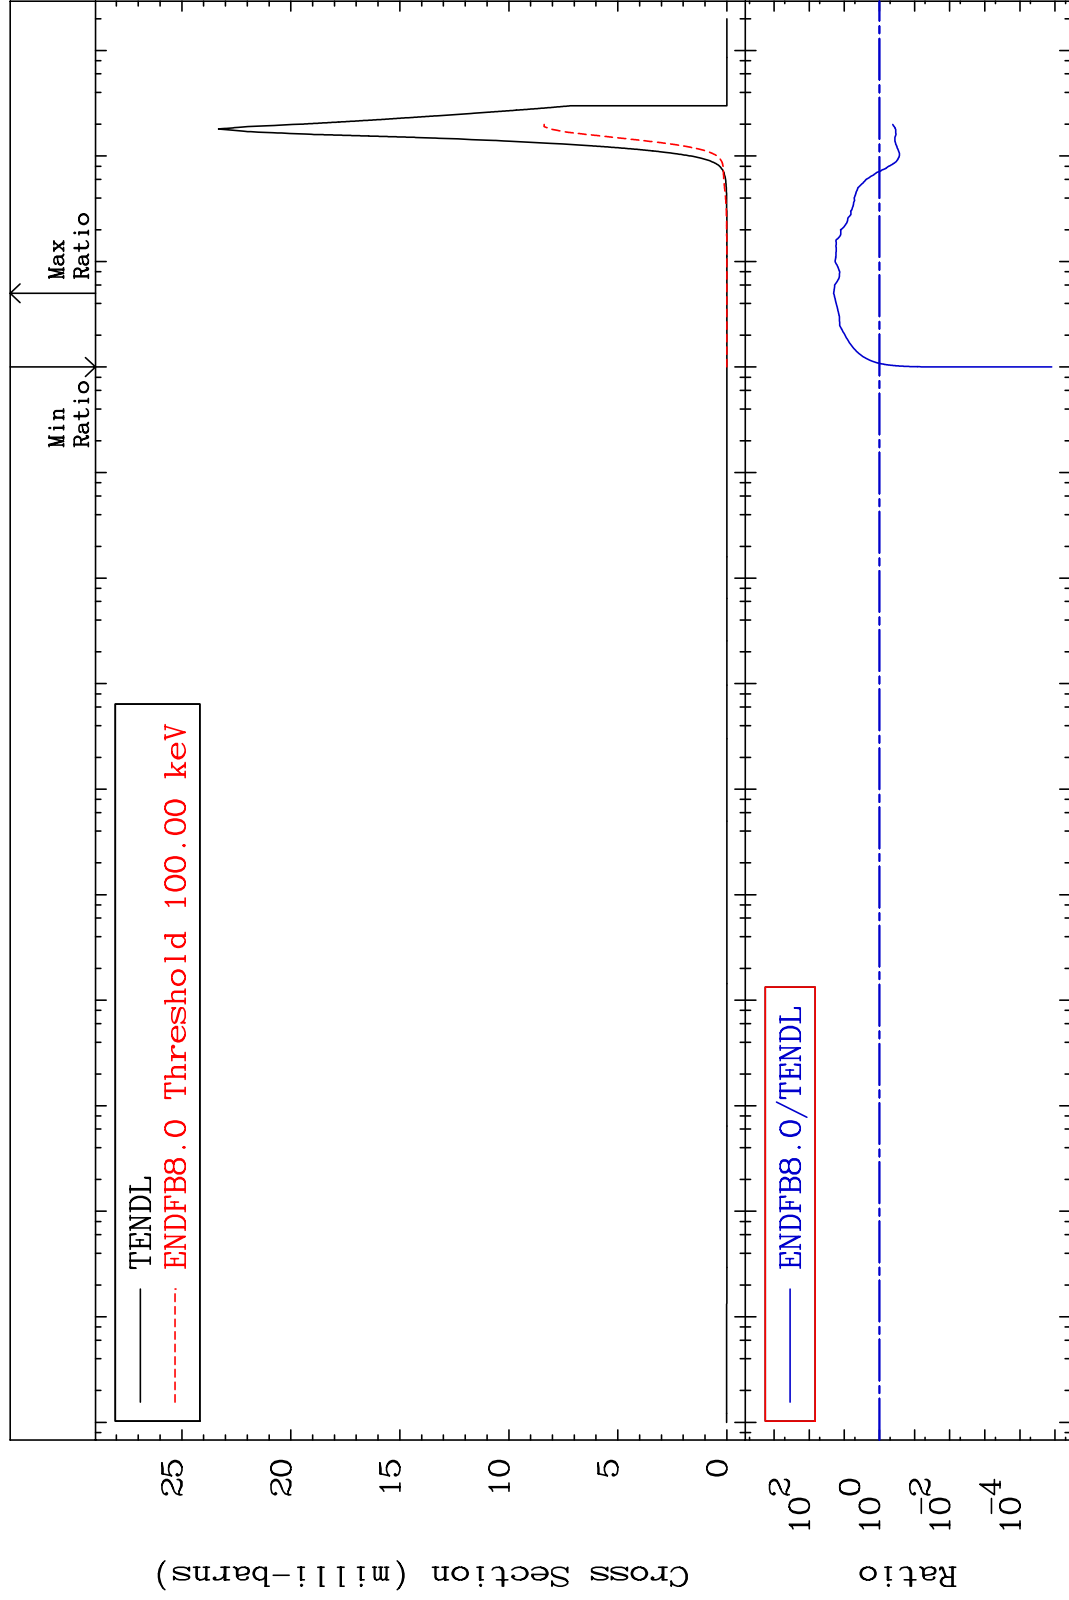 Max
Ratio
Min
Ratio
TENDL
ENDFB8.0 Threshold 100.00 keV
25
20
15
10
5
0
Cross Section (milli-barns)
ENDFB8.0/TENDL
10 2
10 0
10 -2
10 -4
Ratio